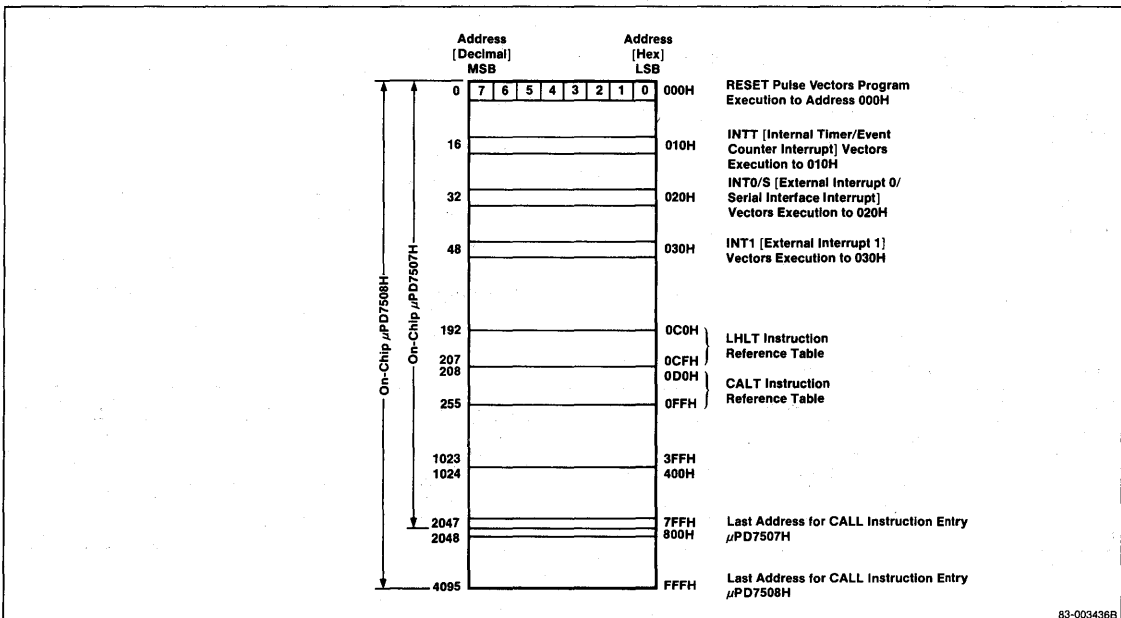 Address
[Decimal]
MSB
Address
[Hex]
LSB
0 7 6 5 4 3 2 1 0 000H
RESET Pulse Vectors Program
Execution to Address 000H
16 010H
INTT [Internal Timer/Event
Counter Interrupt] Vectors
Execution to 010H
32 020H
INT0/S [External Interrupt 0/
Serial Interface Interrupt]
Vectors Execution to 020H
48 030H
INT1 [External Interrupt 1]
Vectors Execution to 030H
On-Chip μPD7508H
On-Chip μPD7507H
192 0C0H
207 0CFH
LHLT Instruction
Reference Table
208 0D0H
255 0FFH
CALT Instruction
Reference Table
1023 3FFH
1024 400H
2047 7FFH
2048 800H
Last Address for CALL Instruction Entry
μPD7507H
4095 FFFH
Last Address for CALL Instruction Entry
μPD7508H
83-003436B